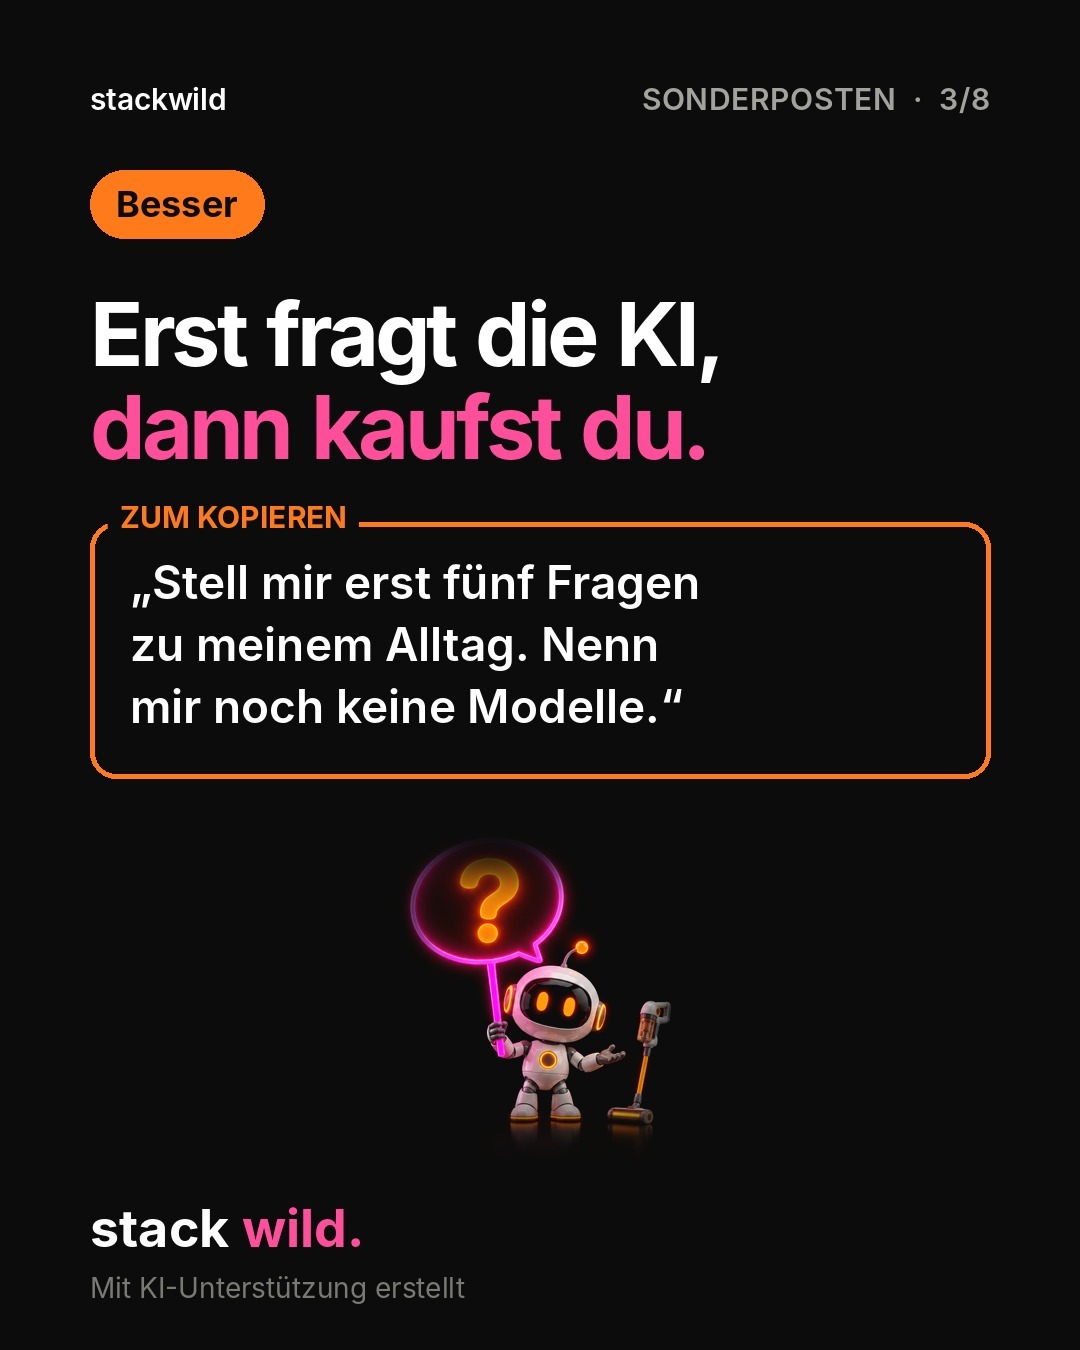 stackwild
SONDERPOSTEN · 3/8
Besser
Erst fragt die KI,
dann kaufst du.
ZUM KOPIEREN
„Stell mir erst fünf Fragen
zu meinem Alltag. Nenn
mir noch keine Modelle.“
?
stack wild.
Mit KI-Unterstützung erstellt